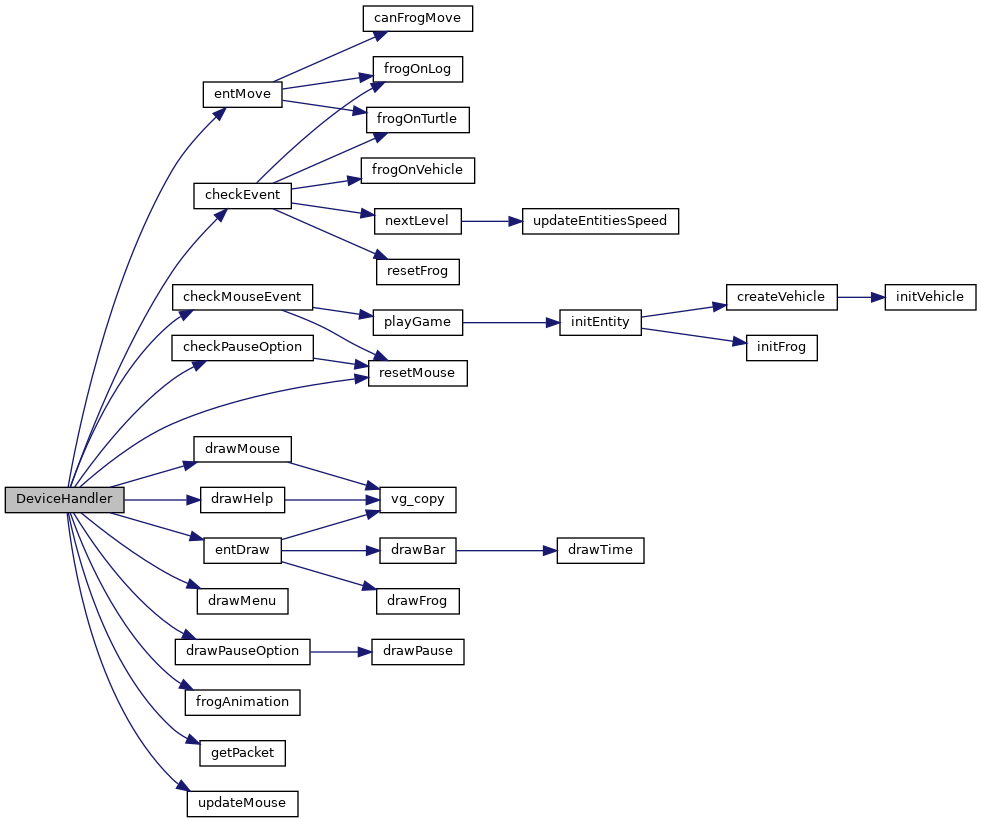 canFrogMove
frogOnLog
entMove
frogOnTurtle
frogOnVehicle
checkEvent
nextLevel
updateEntitiesSpeed
resetFrog
checkMouseEvent
createVehicle
initVehicle
playGame
initEntity
checkPauseOption
initFrog
resetMouse
drawMouse
DeviceHandler
drawHelp
vg_copy
entDraw
drawBar
drawTime
drawMenu
drawFrog
drawPauseOption
drawPause
frogAnimation
getPacket
updateMouse